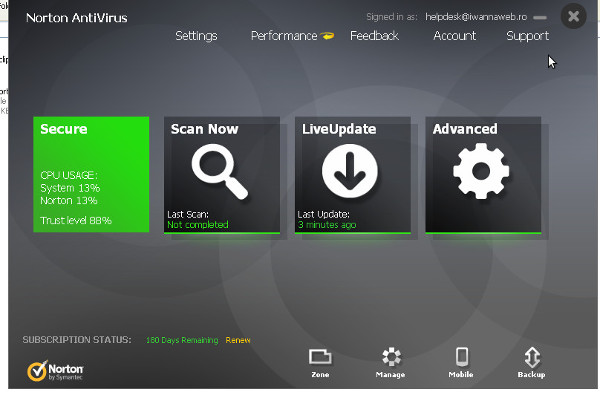 Norton AntiVirus
Signed in as: helpdesk@iwannaweb.ro
Settings Performance Feedback Account Support
Secure
CPU USAGE:
System 13%
Norton 13%
Trust level 88%
Scan Now
Last Scan:
Not completed
LiveUpdate
Last Update:
3 minutes ago
Advanced
SUBSCRIPTION STATUS: 180 Days Remaining Renew
Norton
by Symantec
Zone Manage Mobile Backup